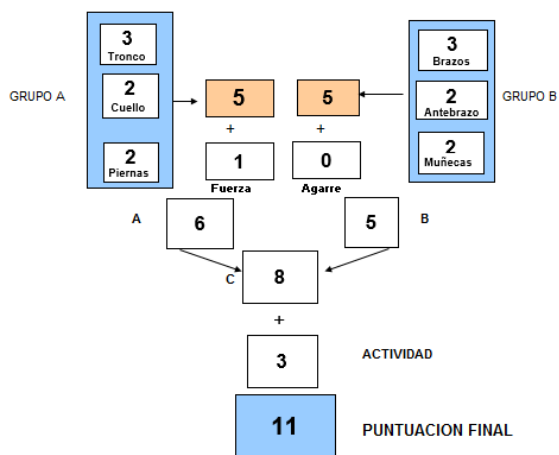 GRUPO A
3
Tronco
2
Cuello
2
Piernas
5
+
1
Fuerza
5
+
0
Agarre
3
Brazos
2
Antebrazo
2
Muñecas
GRUPO B
A
6
5
B
C
8
+
3
ACTIVIDAD
11
PUNTUACION FINAL